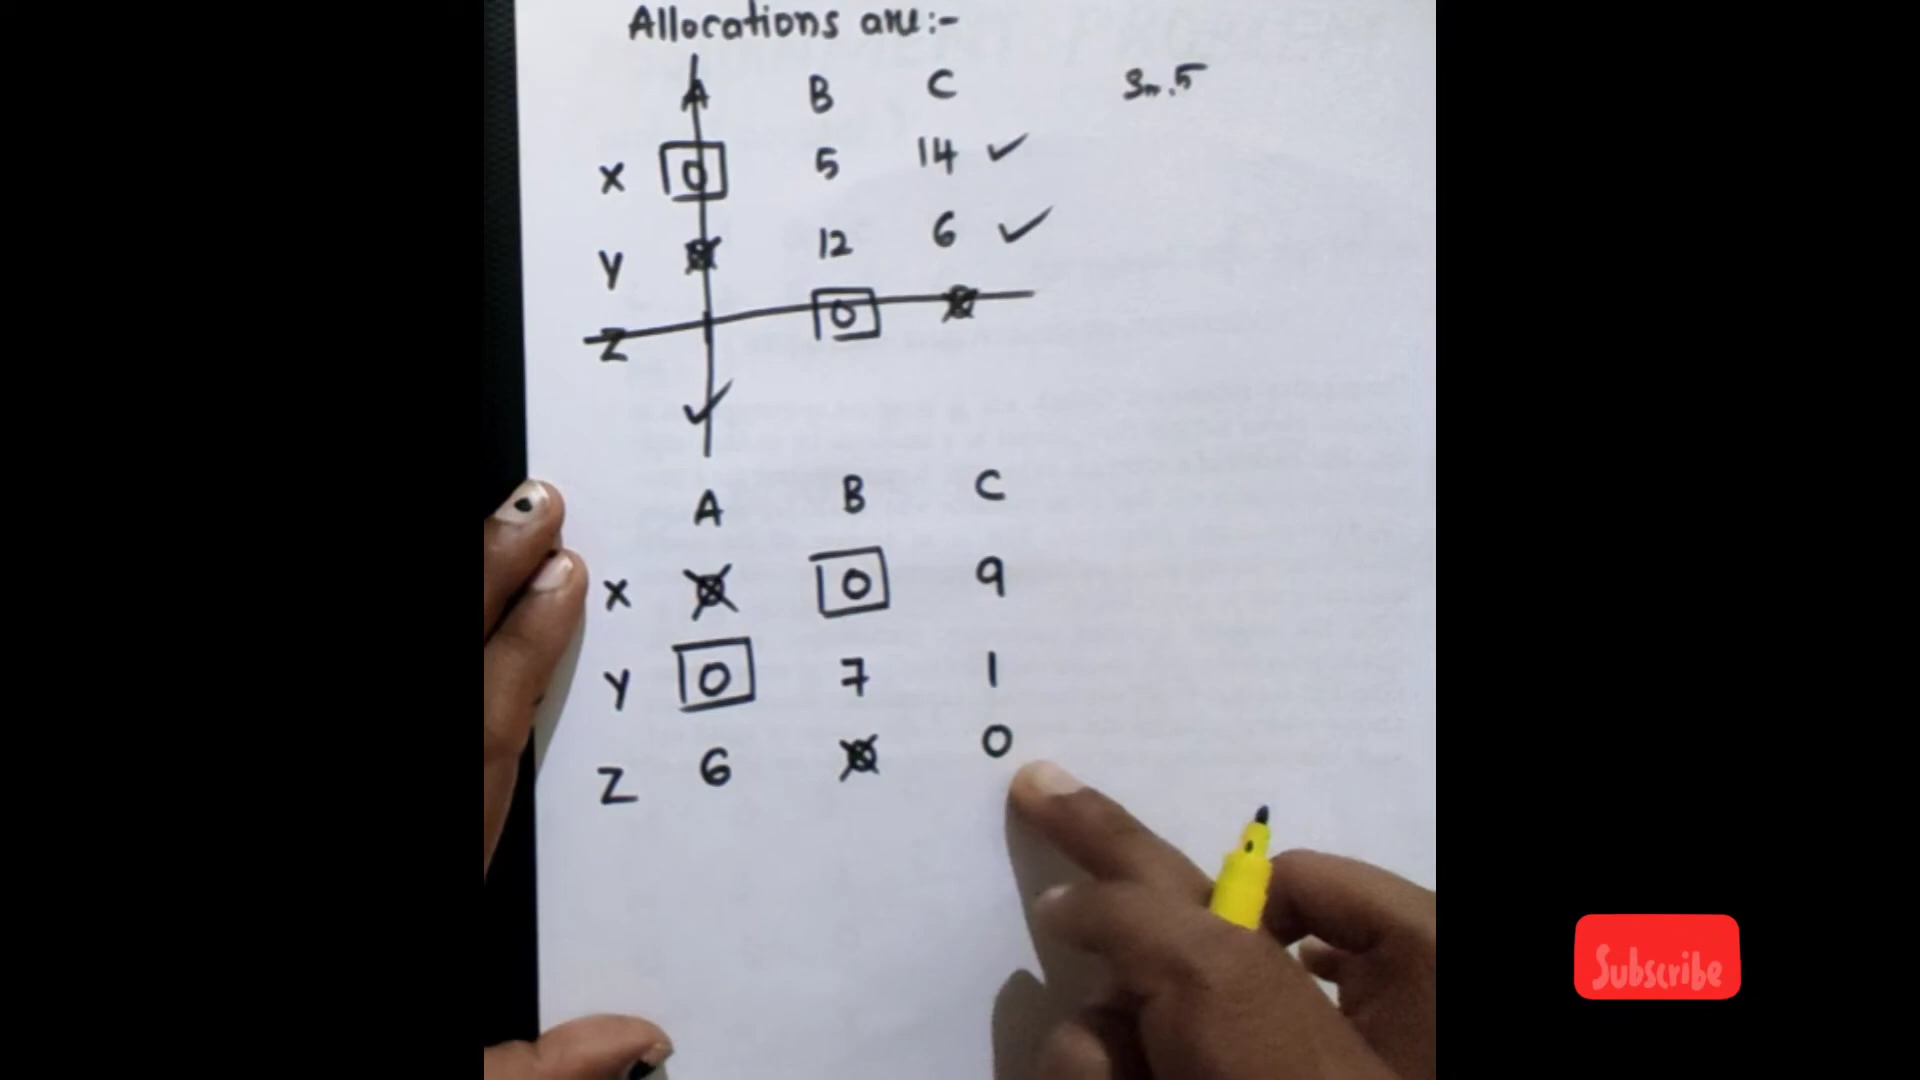 Allocations are:-
A B C Sn.5
X 0 5 14 ✓
Y 0 12 6 ✓
Z 0 0
✓
A B C
X 0 0 9
Y 0 7 1
Z 6 0 0
Subscribe